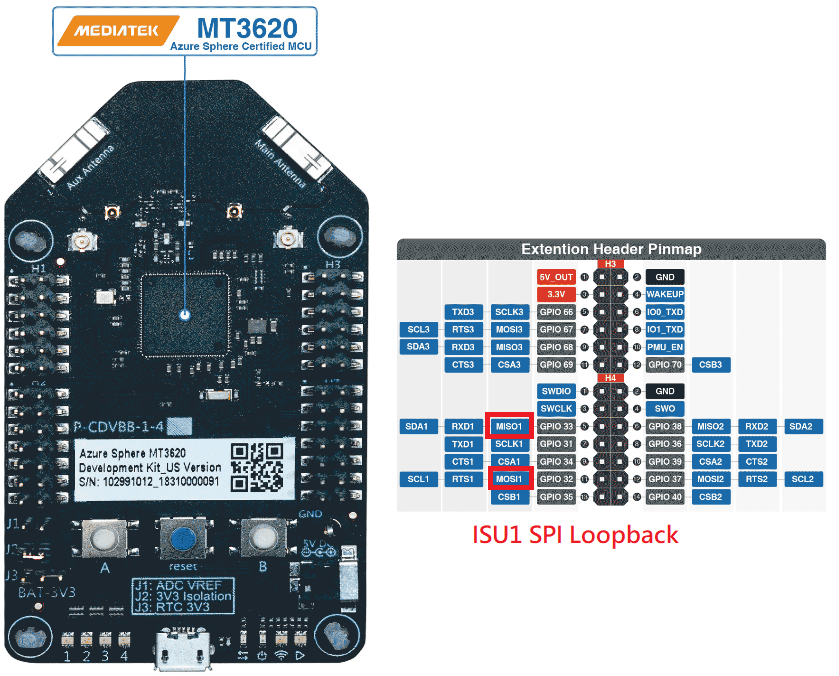 MEDIATEK
MT3620
Azure Sphere Certified MCU
Aux Antenna
Main Antenna
H1
H3
H2
P-CDVBB-1-4
Azure Sphere MT3620
Development Kit_US Version
S/N: 102991012_18310000091
J1
J2
J3
BAT-3V3
A
reset
B
GND
J1: ADC VREF
J2: 3V3 Isolation
J3: RTC 3V3
1 2 3 4
Extention Header Pinmap
H3
5V_OUT 1 2 GND
3.3V 3 4 WAKEUP
TXD3 SCLK3 GPIO 66 5 6 IO0_TXD
SCL3 RTS3 MOSI3 GPIO 67 7 8 IO1_TXD
SDA3 RXD3 MISO3 GPIO 68 9 10 PMU_EN
CTS3 CSA3 GPIO 69 11 12 GPIO 70 CSB3
H4
SWDIO 1 2 GND
SWCLK 3 4 SWO
SDA1 RXD1 MISO1 GPIO 33 5 6 GPIO 38 MISO2 RXD2 SDA2
TXD1 SCLK1 GPIO 31 7 8 GPIO 36 SCLK2 TXD2
CTS1 CSA1 GPIO 34 9 10 GPIO 39 CSA2 CTS2
SCL1 RTS1 MOSI1 GPIO 32 11 12 GPIO 37 MOSI2 RTS2 SCL2
CSB1 GPIO 35 13 14 GPIO 40 CSB2
ISU1 SPI Loopback